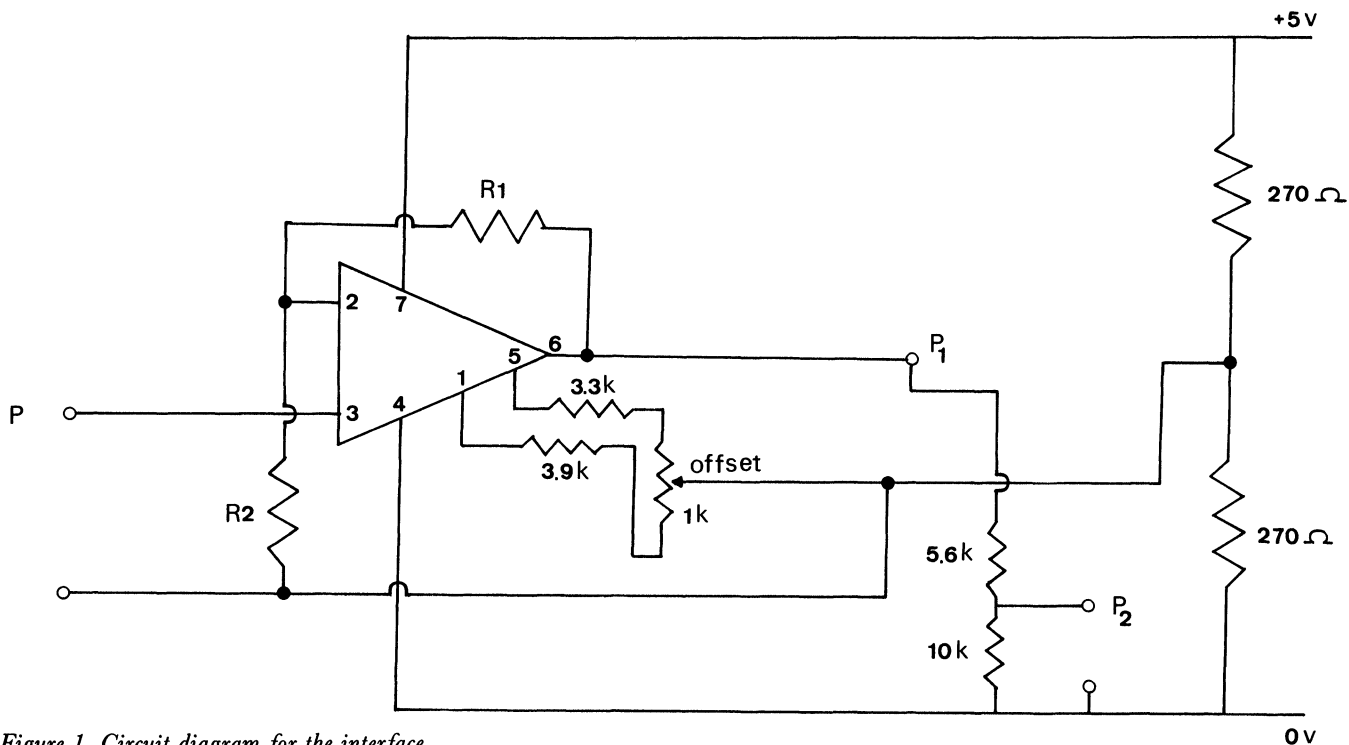 +5 v
R1
270 Ω
2
7
6
P1
5
1
3.3k
P
3
4
3.9k
offset
1k
R2
5.6k
270 Ω
P2
10k
0 v
Figure 1. Circuit diagram for the interface